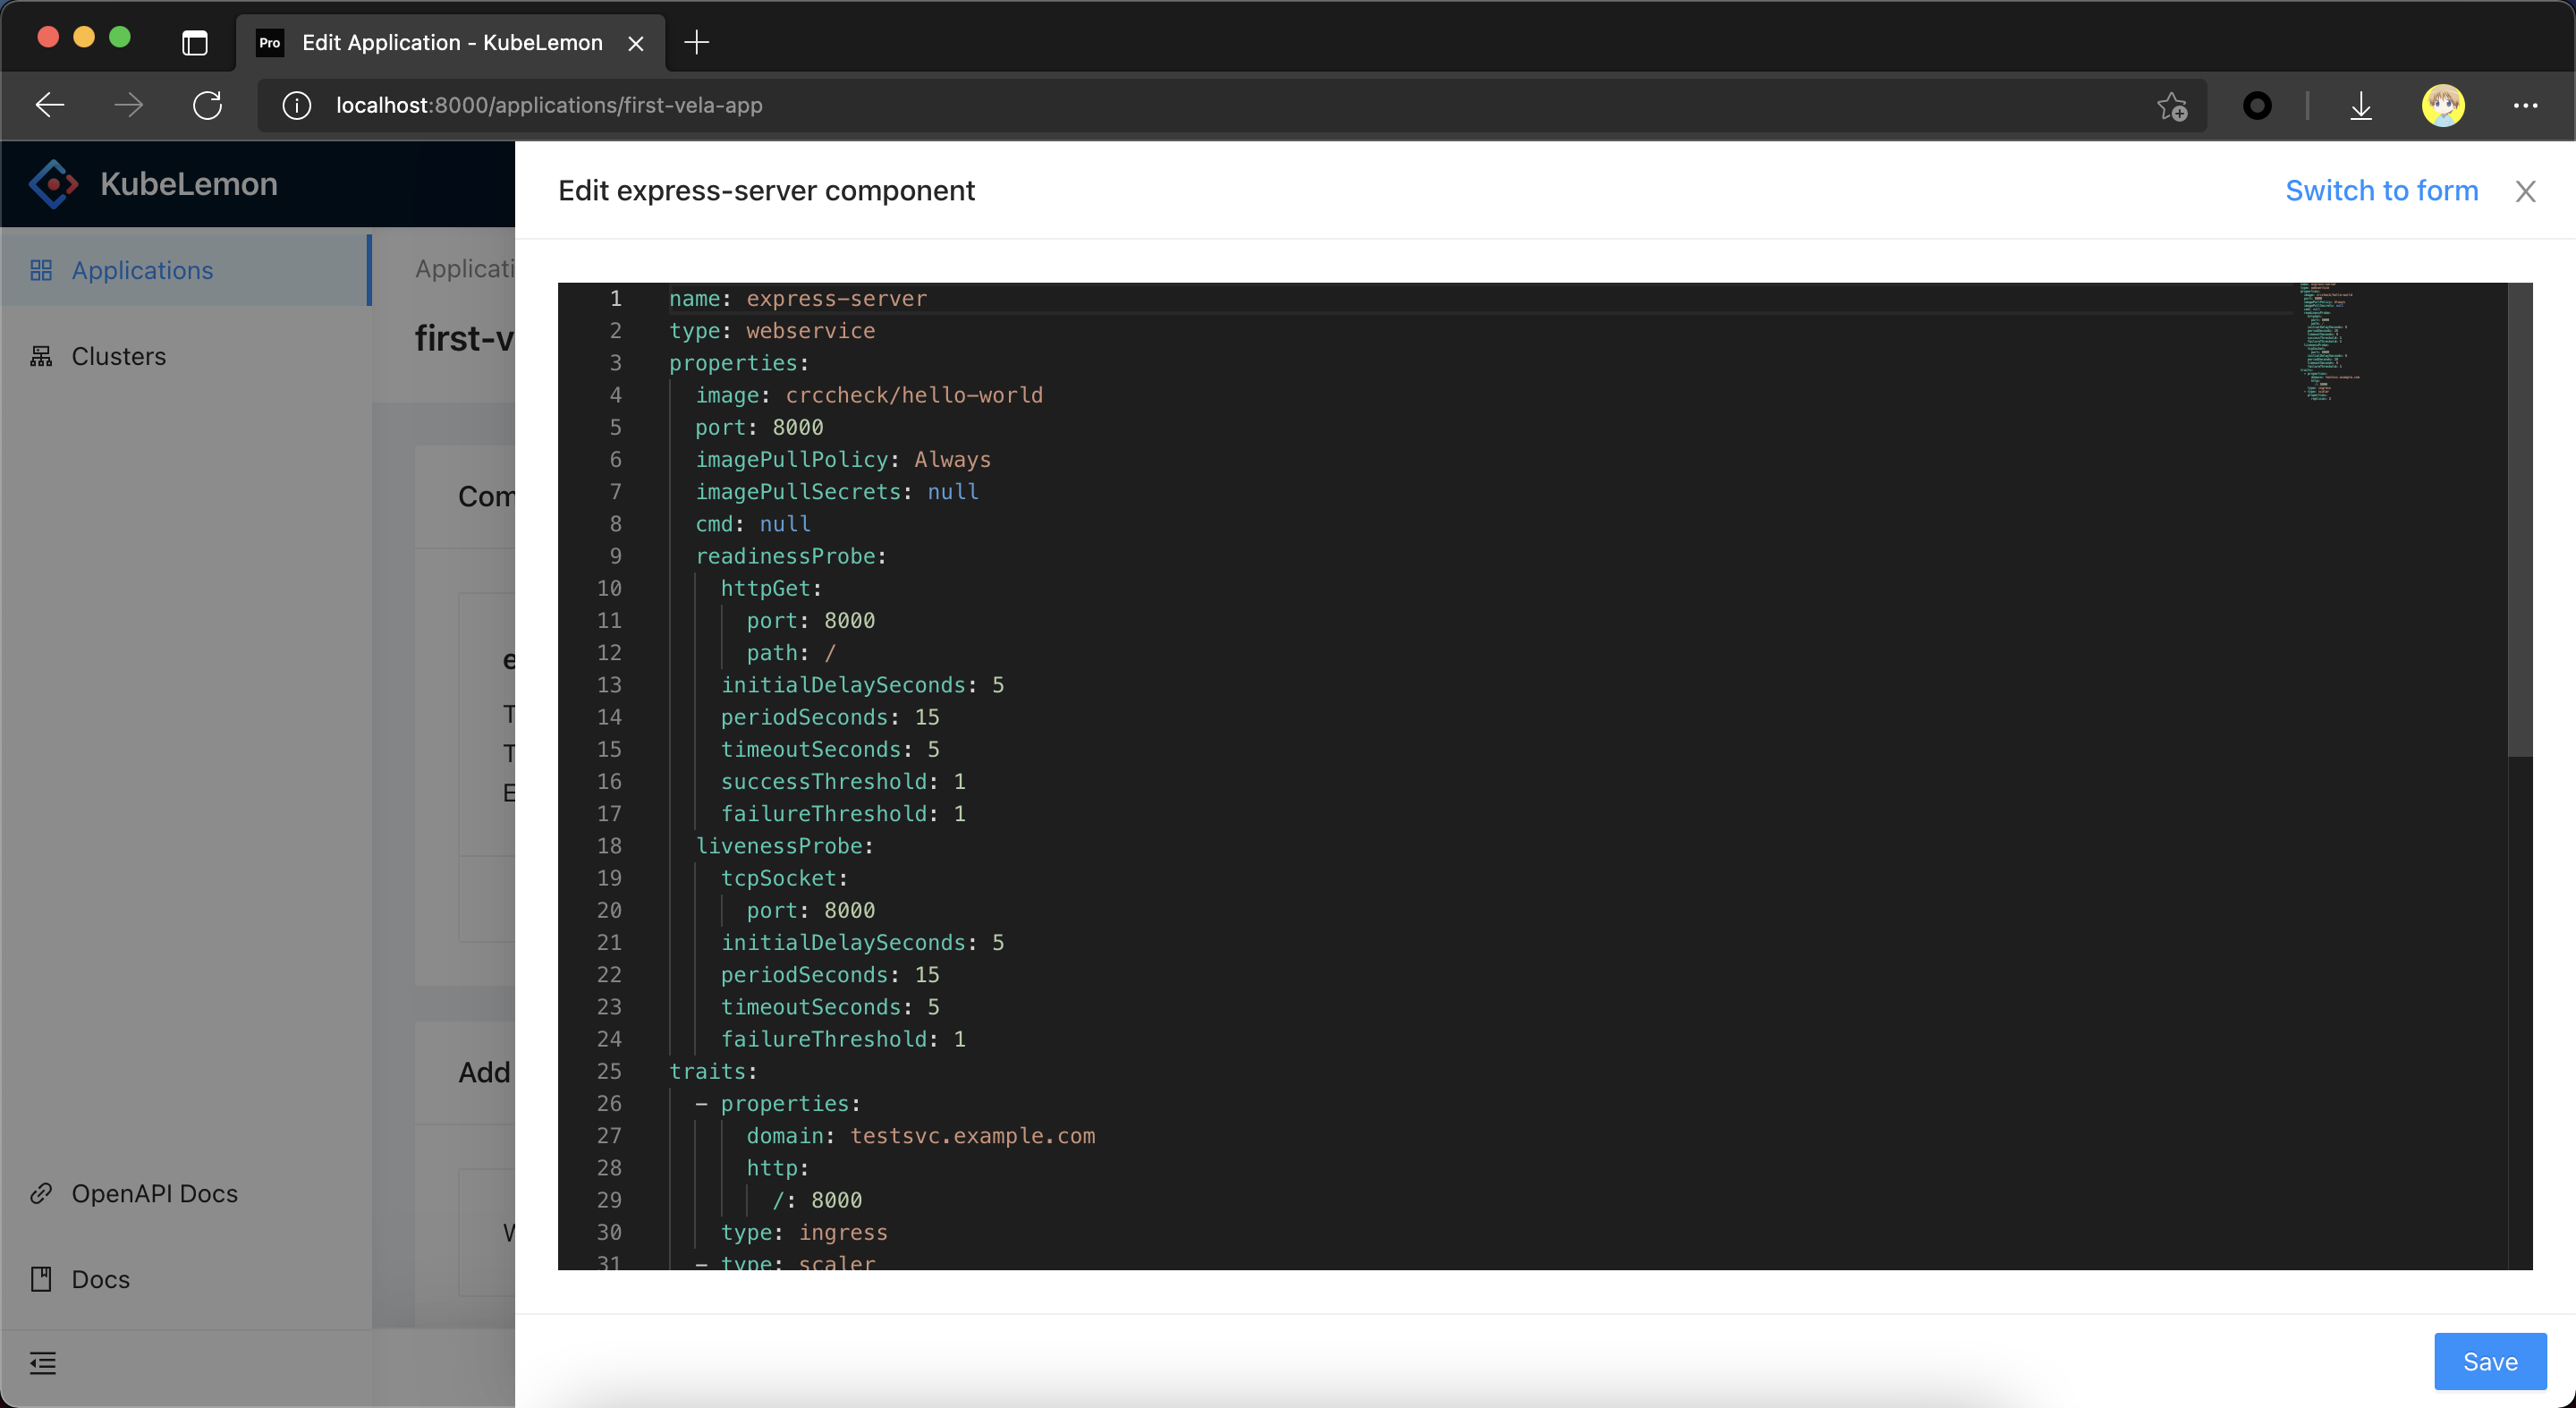 Pro Edit Application - KubeLemon
localhost:8000/applications/first-vela-app
KubeLemon
Applications
Clusters
OpenAPI Docs
Docs
Applicati
first-v
Com
e
T
T
E
Add
W
Edit express-server component
Switch to form
1 name: express-server
2 type: webservice
3 properties:
4 image: crccheck/hello-world
5 port: 8000
6 imagePullPolicy: Always
7 imagePullSecrets: null
8 cmd: null
9 readinessProbe:
10 httpGet:
11 port: 8000
12 path: /
13 initialDelaySeconds: 5
14 periodSeconds: 15
15 timeoutSeconds: 5
16 successThreshold: 1
17 failureThreshold: 1
18 livenessProbe:
19 tcpSocket:
20 port: 8000
21 initialDelaySeconds: 5
22 periodSeconds: 15
23 timeoutSeconds: 5
24 failureThreshold: 1
25 traits:
26 - properties:
27 domain: testsvc.example.com
28 http:
29 /: 8000
30 type: ingress
31 - type: scaler
Save